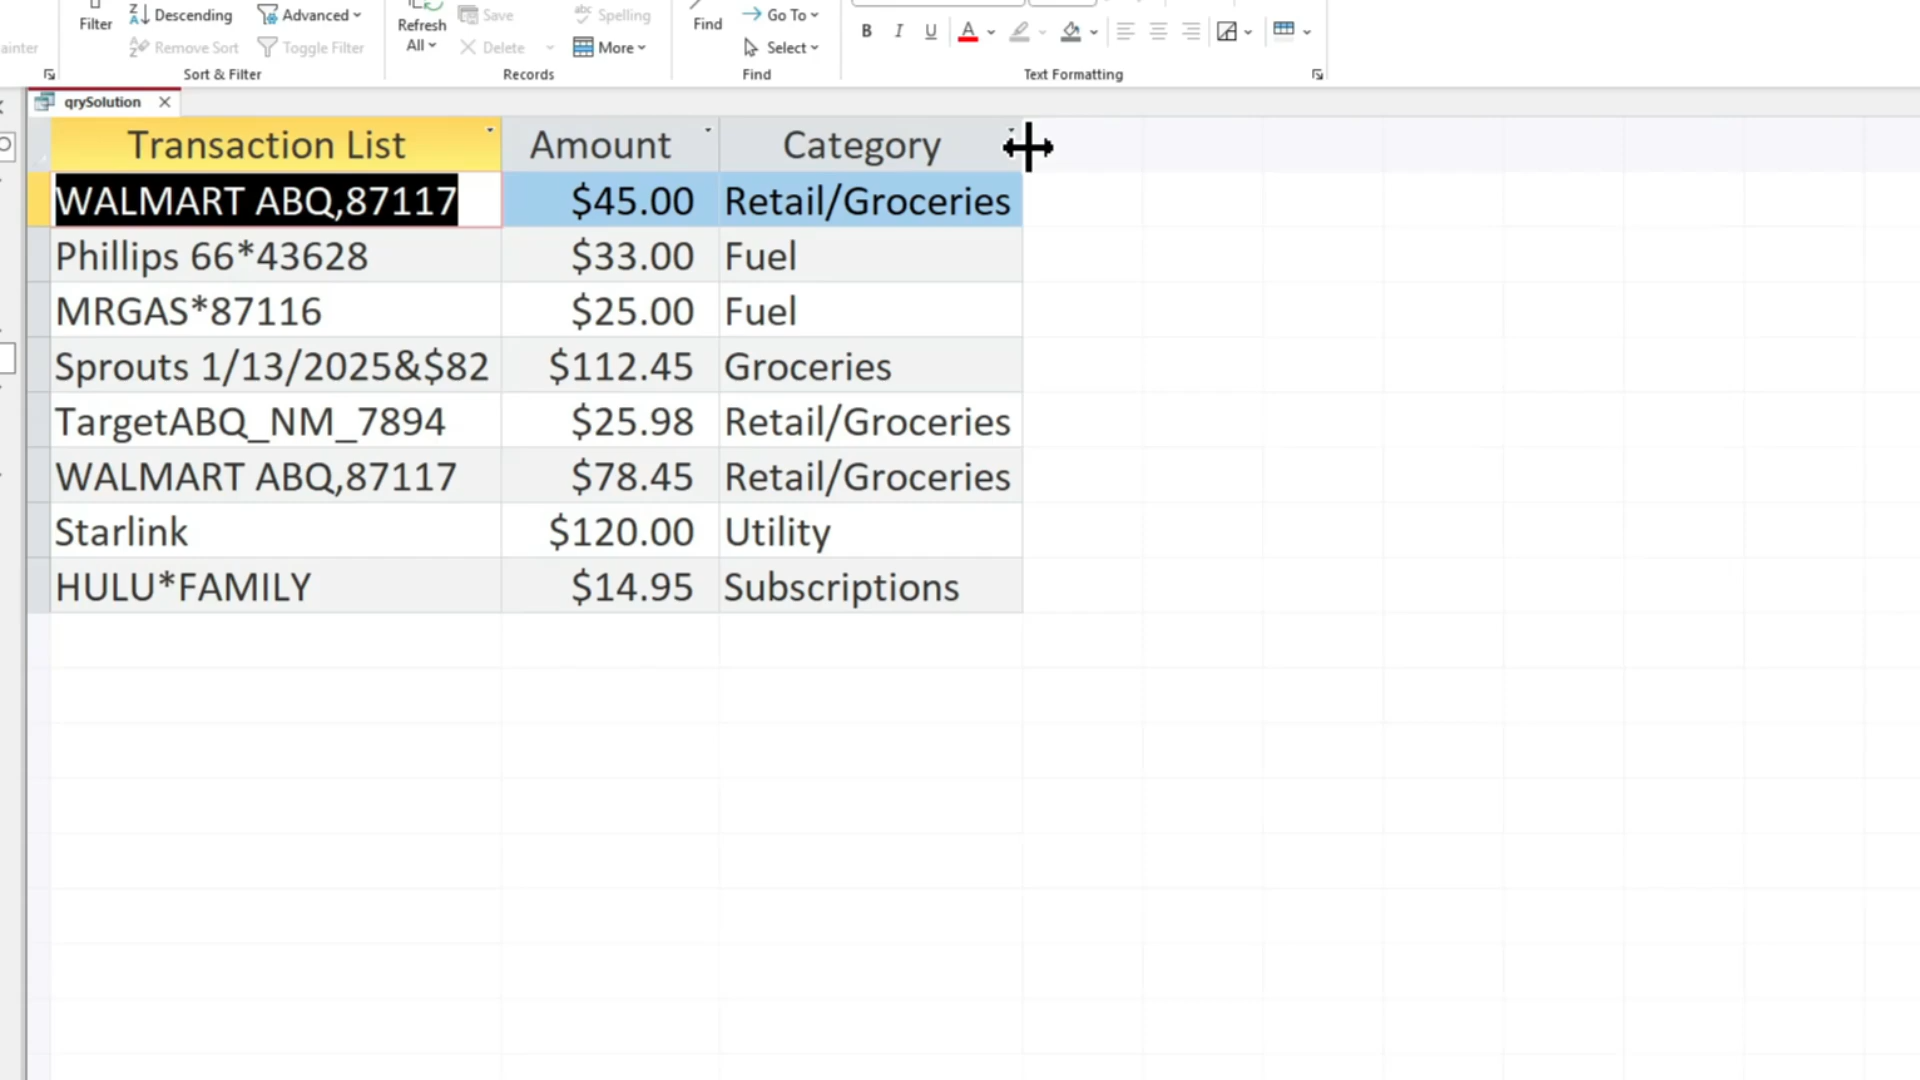 Filter
Descending
Advanced
Remove Sort
Toggle Filter
Sort & Filter
Refresh
All
Save
Spelling
Delete
More
Records
Find
Go To
Select
Find
B I U A
Text Formatting
ainter
qrySolution
Transaction List Amount Category
WALMART ABQ,87117 $45.00 Retail/Groceries
Phillips 66*43628 $33.00 Fuel
MRGAS*87116 $25.00 Fuel
Sprouts 1/13/2025&$82 $112.45 Groceries
TargetABQ_NM_7894 $25.98 Retail/Groceries
WALMART ABQ,87117 $78.45 Retail/Groceries
Starlink $120.00 Utility
HULU*FAMILY $14.95 Subscriptions